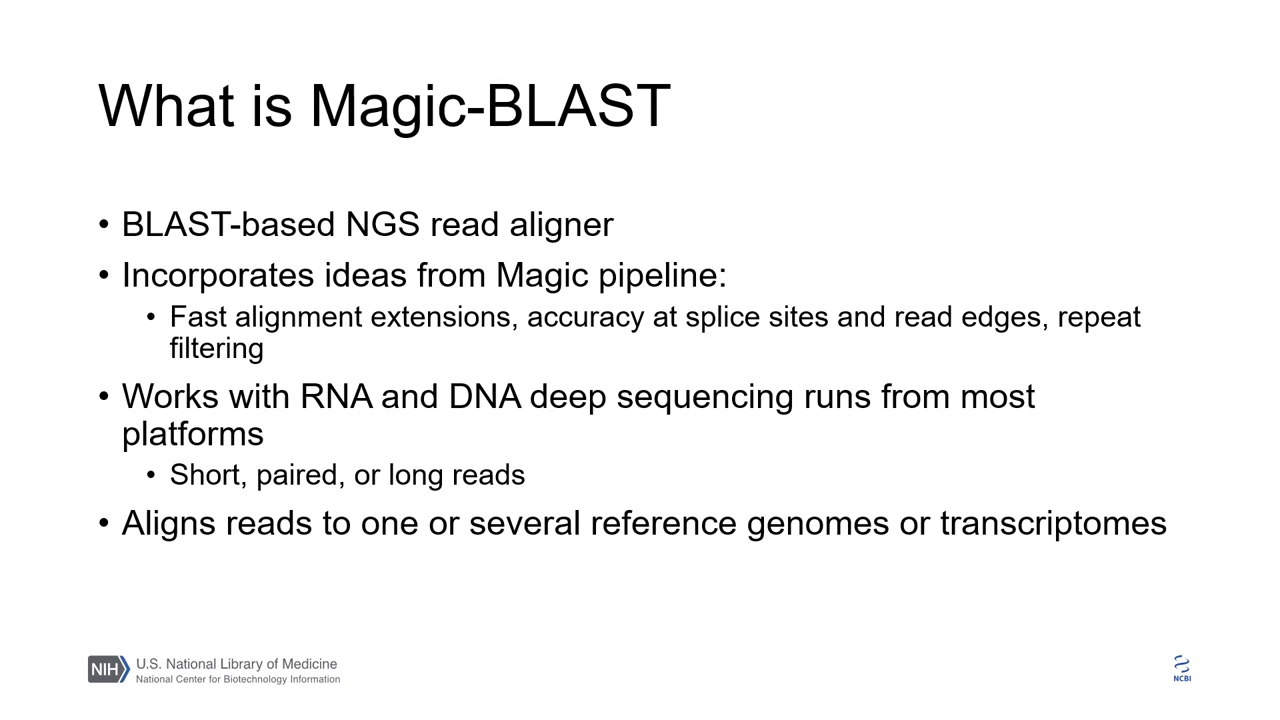 What is Magic-BLAST
• BLAST-based NGS read aligner
• Incorporates ideas from Magic pipeline:
• Fast alignment extensions, accuracy at splice sites and read edges, repeat
filtering
• Works with RNA and DNA deep sequencing runs from most
platforms
• Short, paired, or long reads
• Aligns reads to one or several reference genomes or transcriptomes
NIH U.S. National Library of Medicine
National Center for Biotechnology Information
NCBI